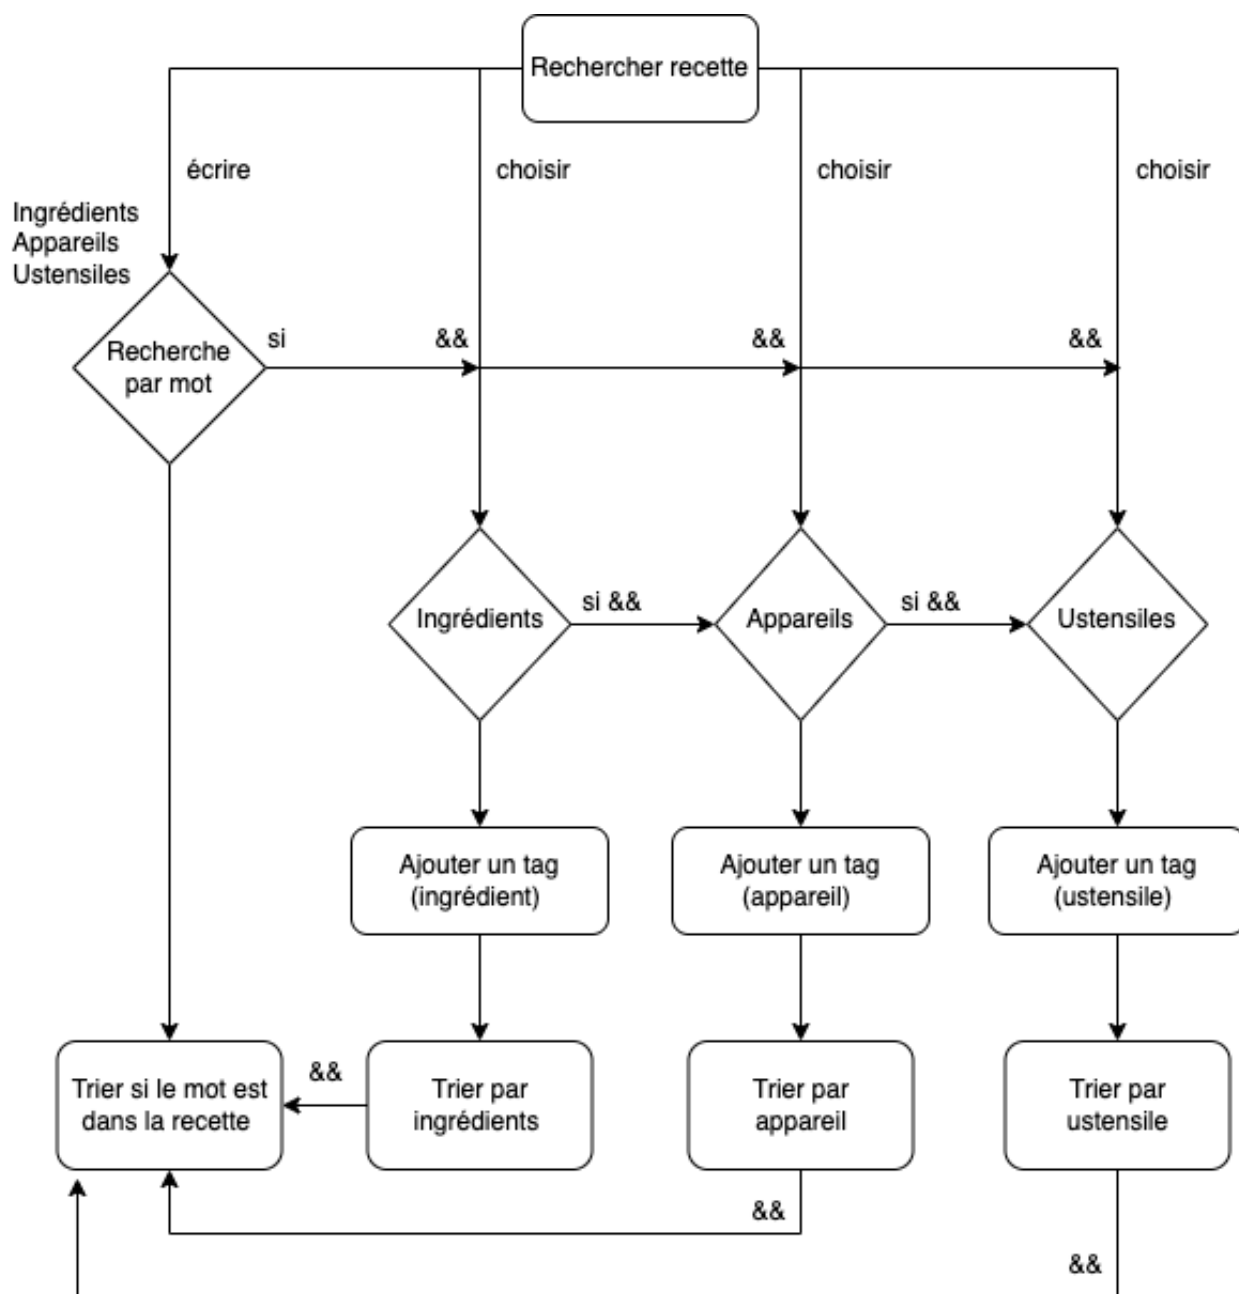 Rechercher recette
écrire
choisir
choisir
choisir
Ingrédients
Appareils
Ustensiles
Recherche
par mot
si
&&
&&
&&
Ingrédients
si &&
Appareils
si &&
Ustensiles
Ajouter un tag
(ingrédient)
Ajouter un tag
(appareil)
Ajouter un tag
(ustensile)
Trier si le mot est
dans la recette
&&
Trier par
ingrédients
Trier par
appareil
Trier par
ustensile
&&
&&